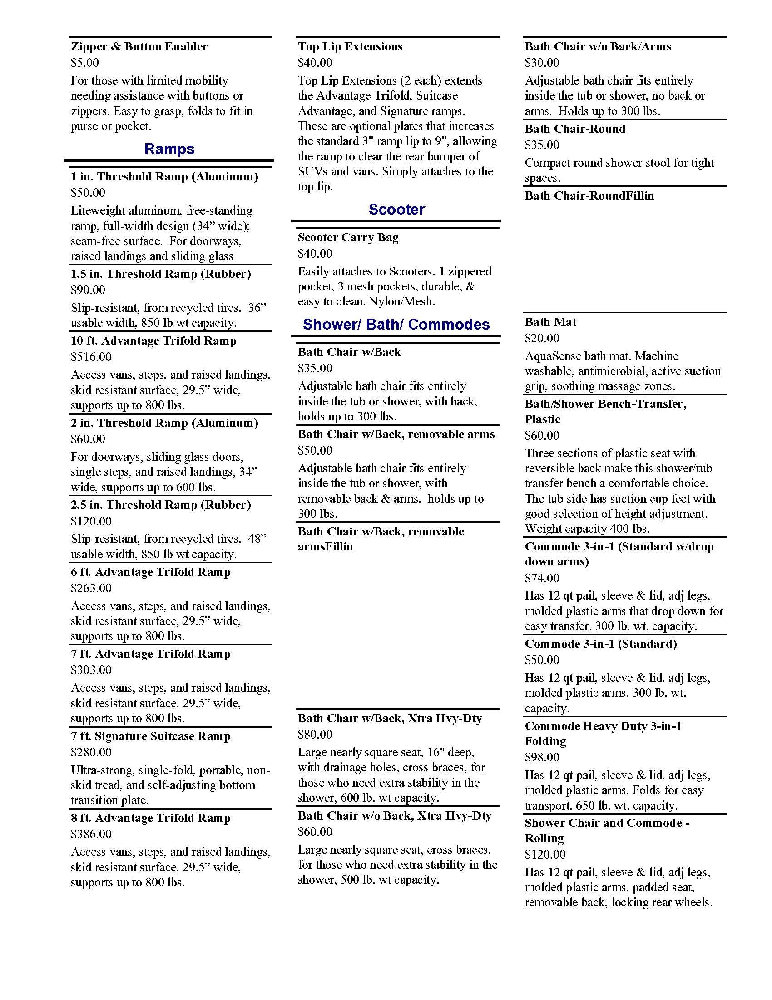 Zipper & Button Enabler
$5.00
For those with limited mobility
needing assistance with buttons or
zippers. Easy to grasp, folds to fit in
purse or pocket.
Ramps
1 in. Threshold Ramp (Aluminum)
$50.00
Liteweight aluminum, free-standing
ramp, full-width design (34” wide);
seam-free surface.  For doorways,
raised landings and sliding glass
1.5 in. Threshold Ramp (Rubber)
$90.00
Slip-resistant, from recycled tires.  36”
usable width, 850 lb wt capacity.
10 ft. Advantage Trifold Ramp
$516.00
Access vans, steps, and raised landings,
skid resistant surface, 29.5” wide,
supports up to 800 lbs.
2 in. Threshold Ramp (Aluminum)
$60.00
For doorways, sliding glass doors,
single steps, and raised landings, 34”
wide, supports up to 600 lbs.
2.5 in. Threshold Ramp (Rubber)
$120.00
Slip-resistant, from recycled tires.  48”
usable width, 850 lb wt capacity.
6 ft. Advantage Trifold Ramp
$263.00
Access vans, steps, and raised landings,
skid resistant surface, 29.5” wide,
supports up to 800 lbs.
7 ft. Advantage Trifold Ramp
$303.00
Access vans, steps, and raised landings,
skid resistant surface, 29.5” wide,
supports up to 800 lbs.
7 ft. Signature Suitcase Ramp
$280.00
Ultra-strong, single-fold, portable, non-
skid tread, and self-adjusting bottom
transition plate.
8 ft. Advantage Trifold Ramp
$386.00
Access vans, steps, and raised landings,
skid resistant surface, 29.5” wide,
supports up to 800 lbs.
Top Lip Extensions
$40.00
Top Lip Extensions (2 each) extends
the Advantage Trifold, Suitcase
Advantage, and Signature ramps.
These are optional plates that increases
the standard 3" ramp lip to 9", allowing
the ramp to clear the rear bumper of
SUVs and vans. Simply attaches to the
top lip.
Scooter
Scooter Carry Bag
$40.00
Easily attaches to Scooters. 1 zippered
pocket, 3 mesh pockets, durable, &
easy to clean. Nylon/Mesh.
Shower/ Bath/ Commodes
Bath Chair w/Back
$35.00
Adjustable bath chair fits entirely
inside the tub or shower, with back,
holds up to 300 lbs.
Bath Chair w/Back, removable arms
$50.00
Adjustable bath chair fits entirely
inside the tub or shower, with
removable back & arms.  holds up to
300 lbs.
Bath Chair w/Back, removable
armsFillin
Bath Chair w/Back, Xtra Hvy-Dty
$80.00
Large nearly square seat, 16" deep,
with drainage holes, cross braces, for
those who need extra stability in the
shower, 600 lb. wt capacity.
Bath Chair w/o Back, Xtra Hvy-Dty
$60.00
Large nearly square seat, cross braces,
for those who need extra stability in the
shower, 500 lb. wt capacity.
Bath Chair w/o Back/Arms
$30.00
Adjustable bath chair fits entirely
inside the tub or shower, no back or
arms.  Holds up to 300 lbs.
Bath Chair-Round
$35.00
Compact round shower stool for tight
spaces.
Bath Chair-RoundFillin
Bath Mat
$20.00
AquaSense bath mat. Machine
washable, antimicrobial, active suction
grip, soothing massage zones.
Bath/Shower Bench-Transfer,
Plastic
$60.00
Three sections of plastic seat with
reversible back make this shower/tub
transfer bench a comfortable choice.
The tub side has suction cup feet with
good selection of height adjustment.
Weight capacity 400 lbs.
Commode 3-in-1 (Standard w/drop
down arms)
$74.00
Has 12 qt pail, sleeve & lid, adj legs,
molded plastic arms that drop down for
easy transfer. 300 lb. wt. capacity.
Commode 3-in-1 (Standard)
$50.00
Has 12 qt pail, sleeve & lid, adj legs,
molded plastic arms. 300 lb. wt.
capacity.
Commode Heavy Duty 3-in-1
Folding
$98.00
Has 12 qt pail, sleeve & lid, adj legs,
molded plastic arms. Folds for easy
transport. 650 lb. wt. capacity.
Shower Chair and Commode -
Rolling
$120.00
Has 12 qt pail, sleeve & lid, adj legs,
molded plastic arms. padded seat,
removable back, locking rear wheels.